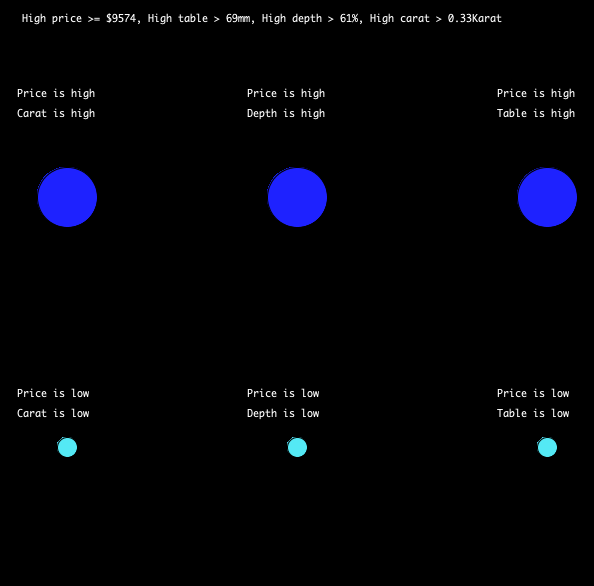 High price >= $9574, High table > 69mm, High depth > 61%, High carat > 0.33Karat
Price is high
Carat is high
Price is high
Depth is high
Price is high
Table is high
Price is low
Carat is low
Price is low
Depth is low
Price is low
Table is low